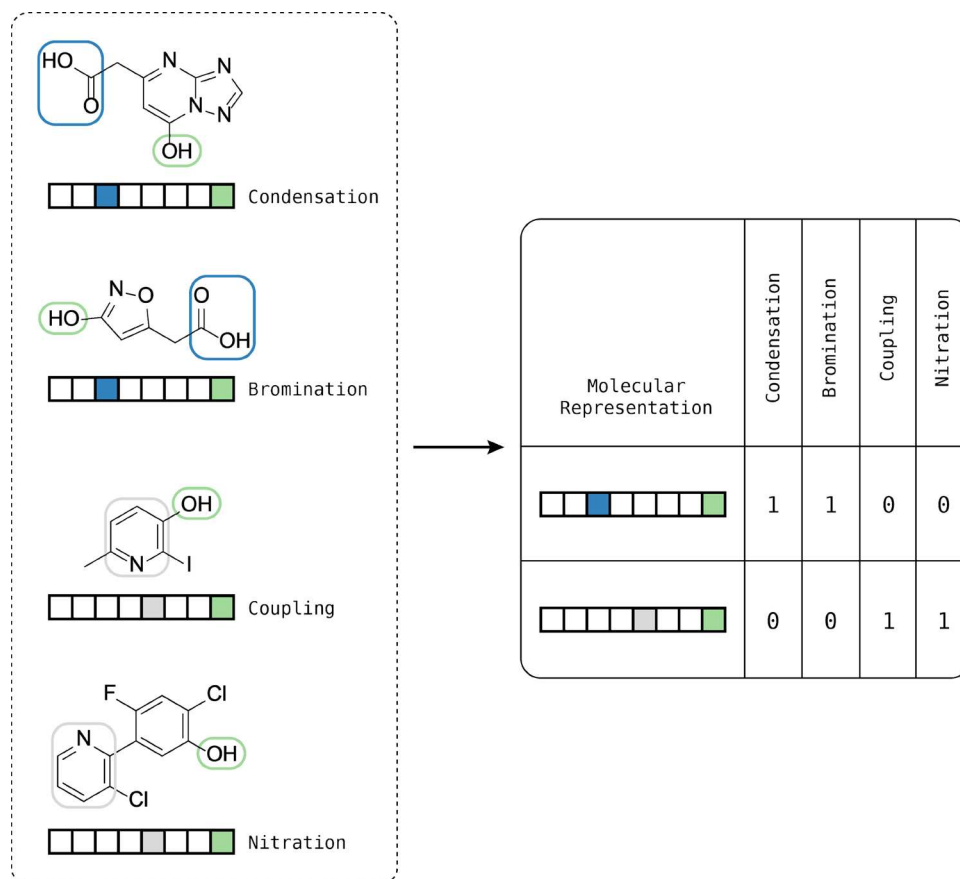 HO
O
N
N
N
N
OH
Condensation
HO
N
O
O
OH
Bromination
OH
N
I
Coupling
F
Cl
N
OH
Cl
Nitration
Molecular
Representation
Condensation
Bromination
Coupling
Nitration
1 1 0 0
0 0 1 1